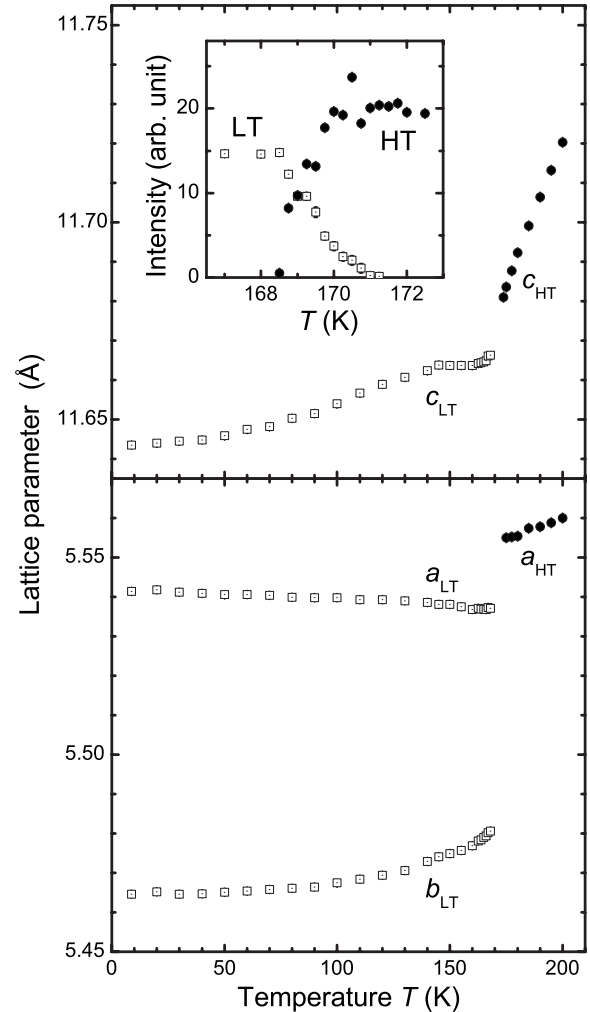 11.75
11.70
11.65
Lattice parameter (Å)
Intensity (arb. unit)
20
10
0
LT
HT
168 170 172
T (K)
c_HT
c_LT
5.55
5.50
5.45
a_LT
a_HT
b_LT
0 50 100 150 200
Temperature T (K)